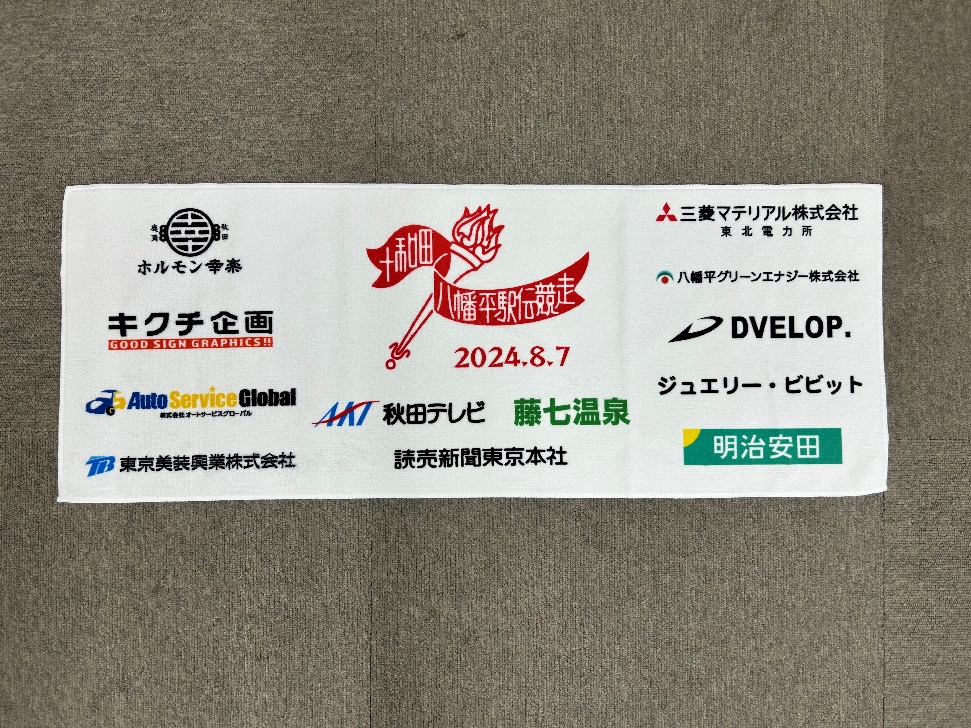 鹿角
秋田
ホルモン幸楽
キクチ企画
GOOD SIGN GRAPHICS!!
Auto Service Global
株式会社オートサービスグローバル
TB 東京美装興業株式会社
十和田
八幡平駅伝競走
2024.8.7
AKT 秋田テレビ
藤七温泉
読売新聞東京本社
三菱マテリアル株式会社
東北電力所
八幡平グリーンエナジー株式会社
DVELOP.
ジュエリー・ビビット
明治安田